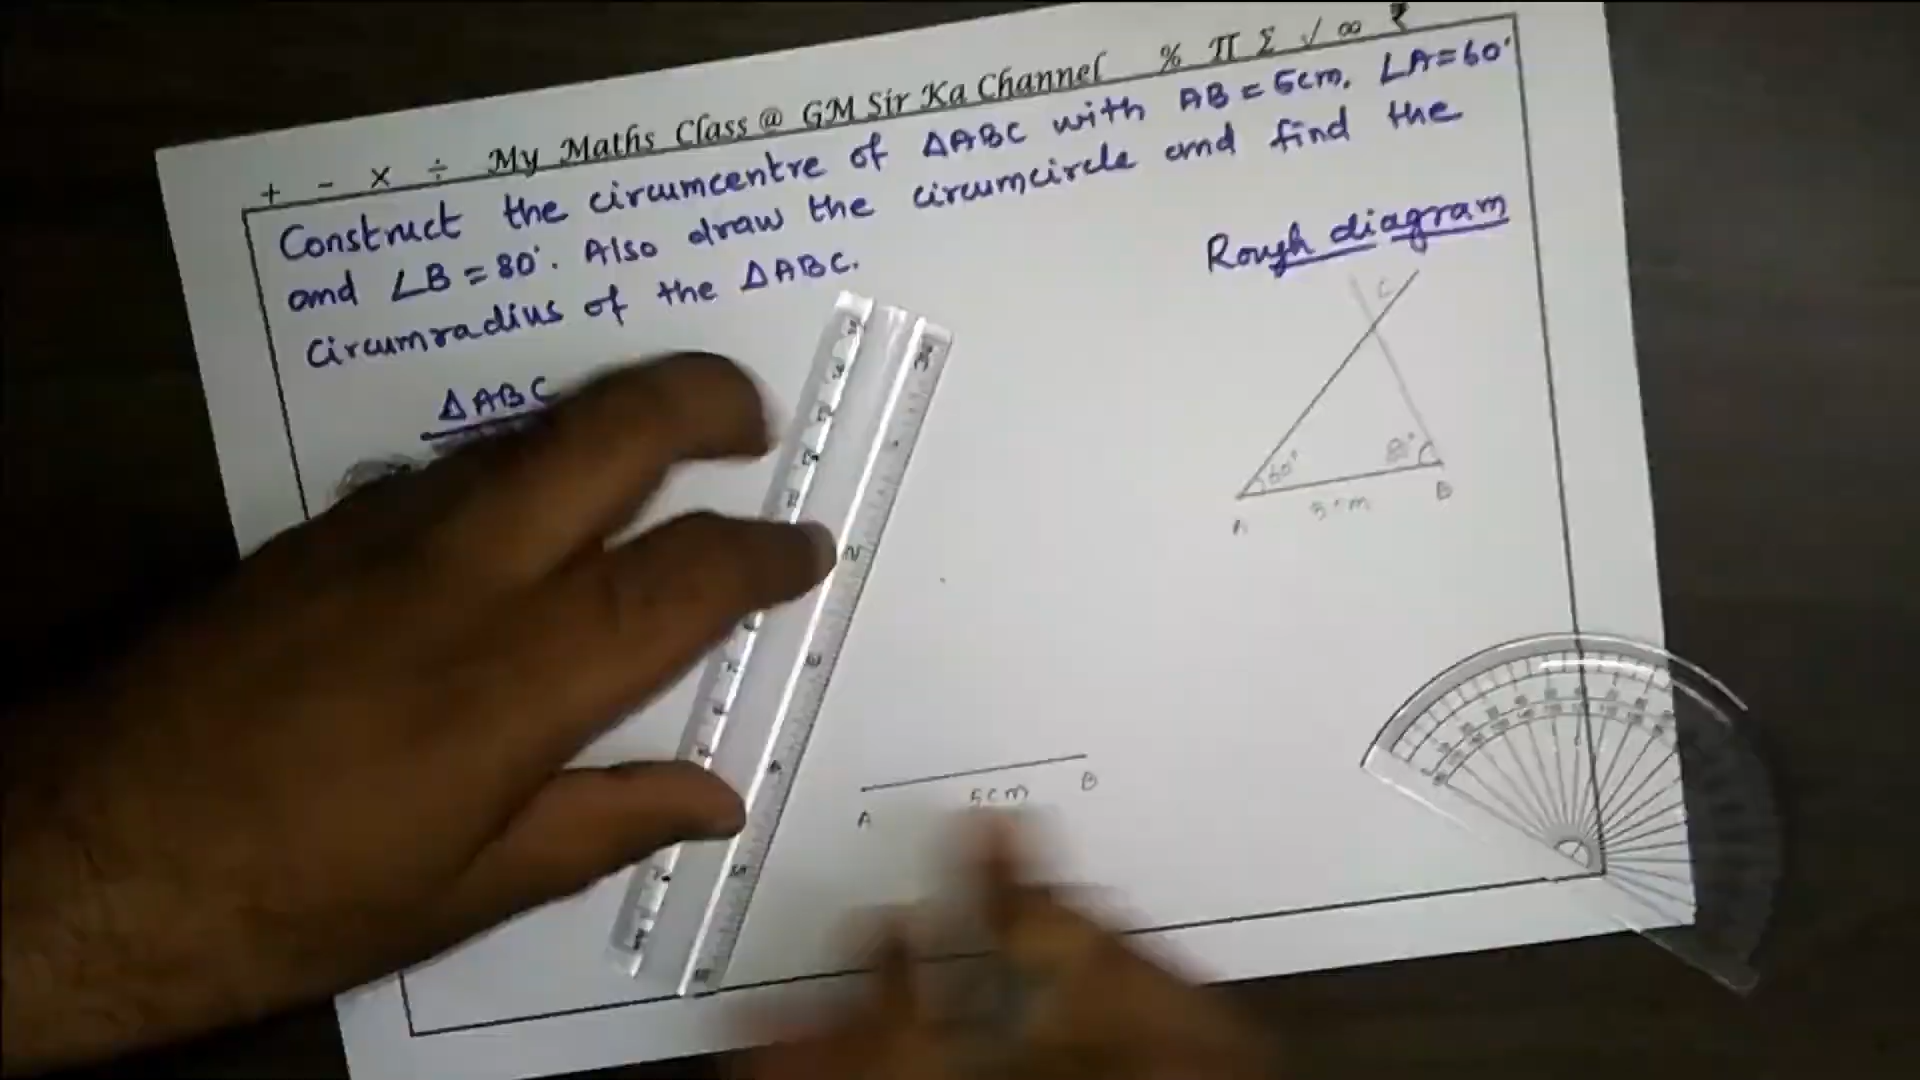 + - × ÷ My Maths Class @ GM Sir Ka Channel % Π Σ √ ∞ ₹
Construct the circumcentre of ΔABC with AB = 5cm, ∠A=60°
and ∠B = 80°. Also draw the circumcircle and find the
Circumradius of the ΔABC.
Rough diagram
ΔABC
C
60°
80°
A
5cm
B
A
5cm
B